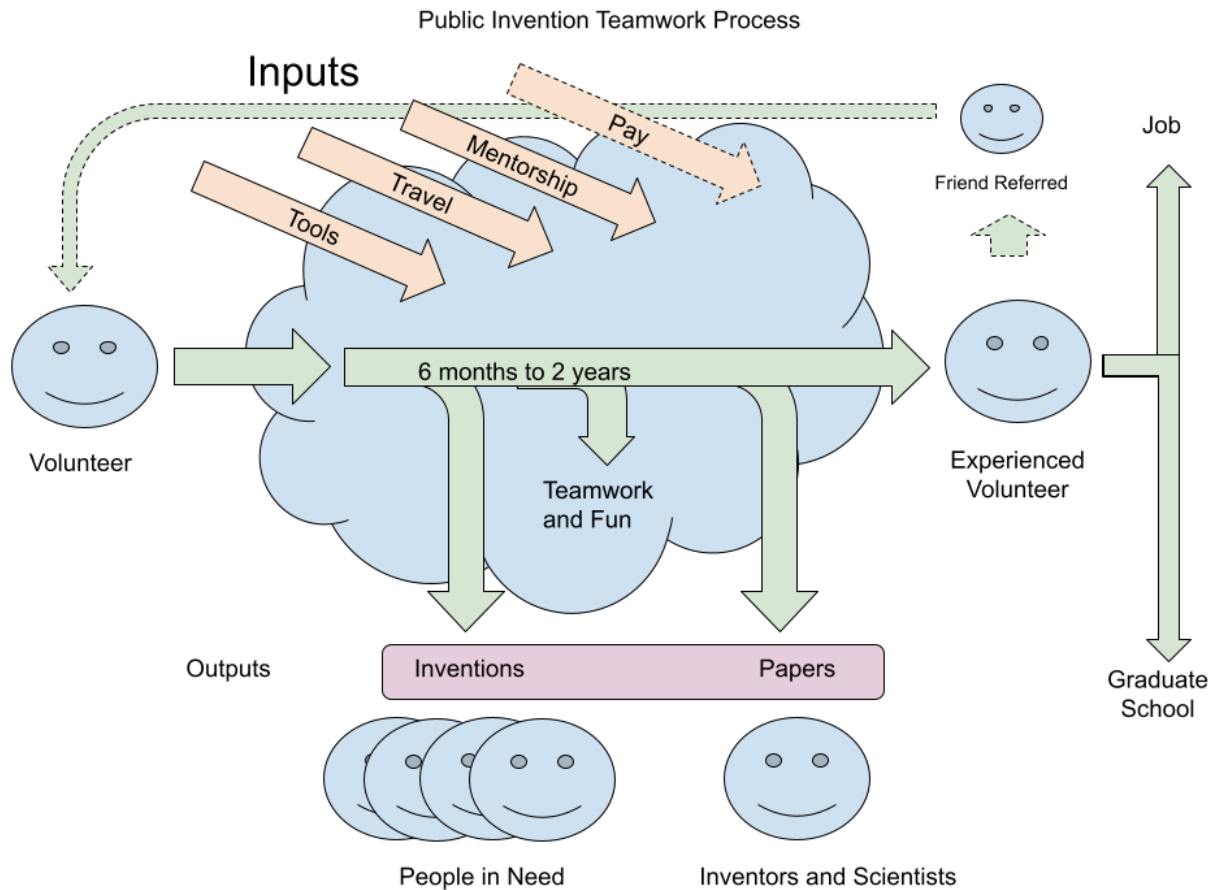 Public Invention Teamwork Process
Inputs
Pay
Mentorship
Travel
Tools
Friend Referred
Job
6 months to 2 years
Volunteer
Experienced
Volunteer
Teamwork
and Fun
Outputs
Inventions
Papers
Graduate
School
People in Need
Inventors and Scientists